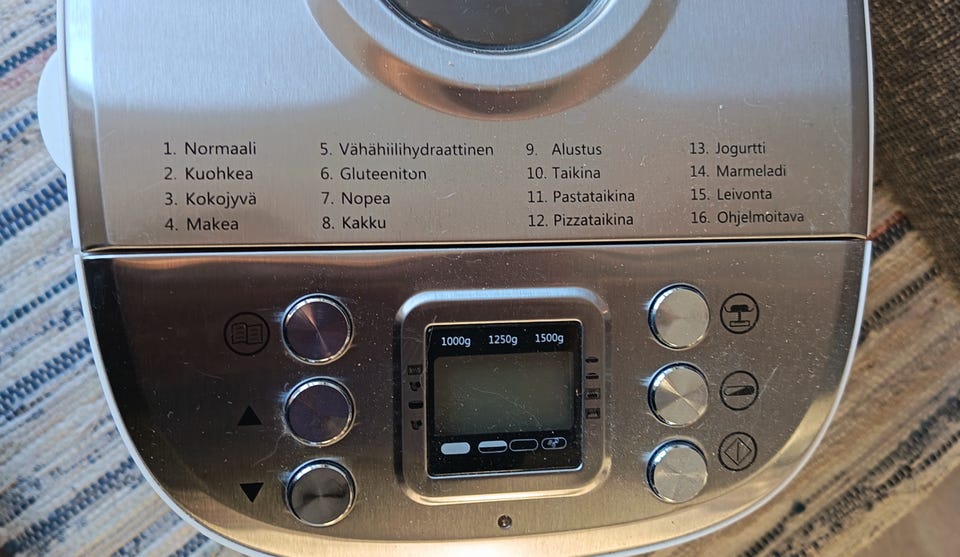 1. Normaali
2. Kuohkea
3. Kokojyvä
4. Makea
5. Vähähiilihydraattinen
6. Gluteeniton
7. Nopea
8. Kakku
9. Alustus
10. Taikina
11. Pastataikina
12. Pizzataikina
13. Jogurtti
14. Marmeladi
15. Leivonta
16. Ohjelmoitava
1000g 1250g 1500g